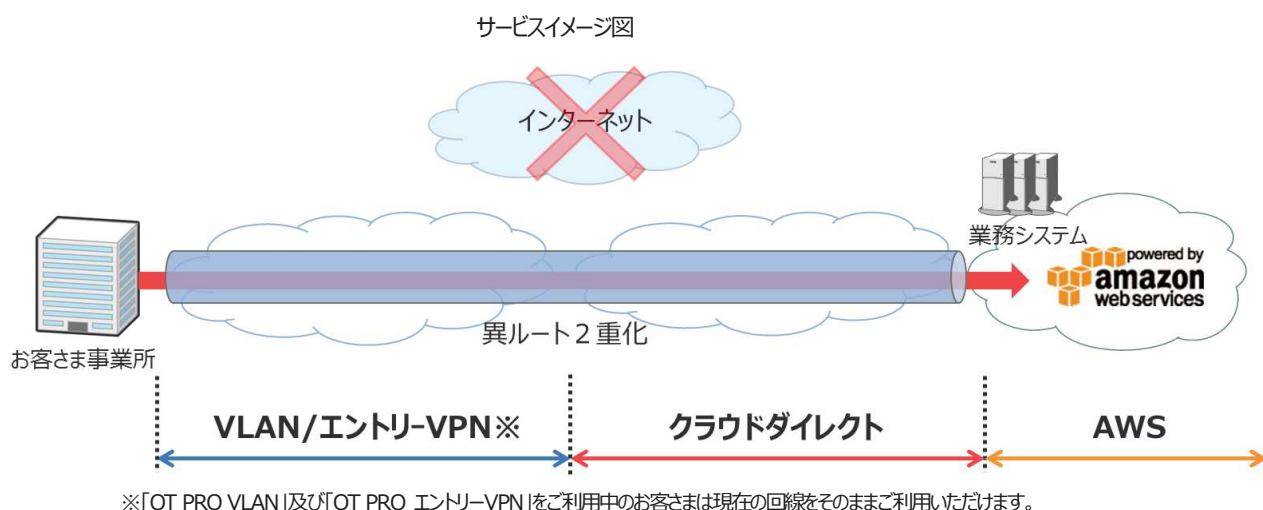 サービスイメージ図
インターネット
業務システム
powered by
amazon
web services
異ルート2重化
お客さま事業所
VLAN/エントリーVPN※
クラウドダイレクト
AWS
※「OT PRO VLAN」及び「OT PRO エントリーVPN」をご利用中のお客さまは現在の回線をそのままご利用いただけます。